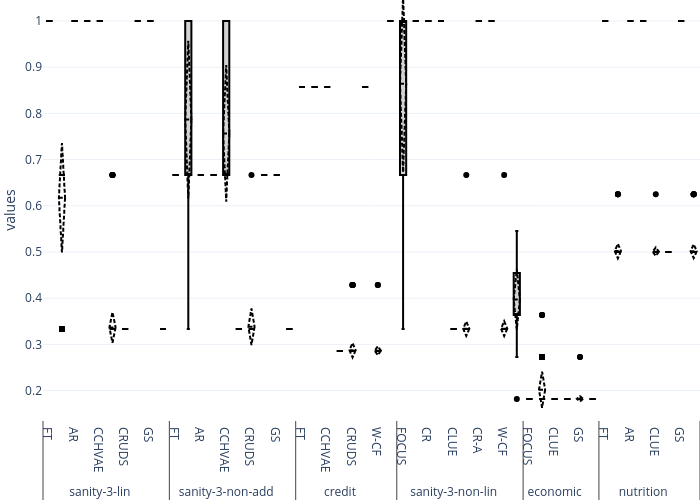 1
0.9
0.8
0.7
0.6
0.5
0.4
0.3
0.2
values
FT
AR
CCHVAE
CRUDS
GS
FT
AR
CCHVAE
CRUDS
GS
FT
CCHVAE
CRUDS
W-CF
FOCUS
CR
CLUE
CR-A
W-CF
FOCUS
CLUE
GS
FT
AR
CLUE
GS
sanity-3-lin
sanity-3-non-add
credit
sanity-3-non-lin
economic
nutrition